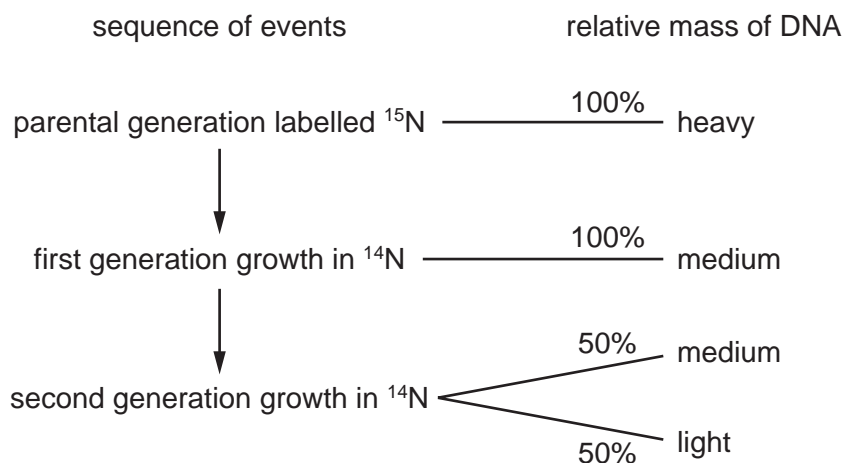 sequence of events relative mass of DNA
100%
parental generation labelled ¹⁵N heavy
100%
first generation growth in ¹⁴N medium
50% medium
second generation growth in ¹⁴N
50% light